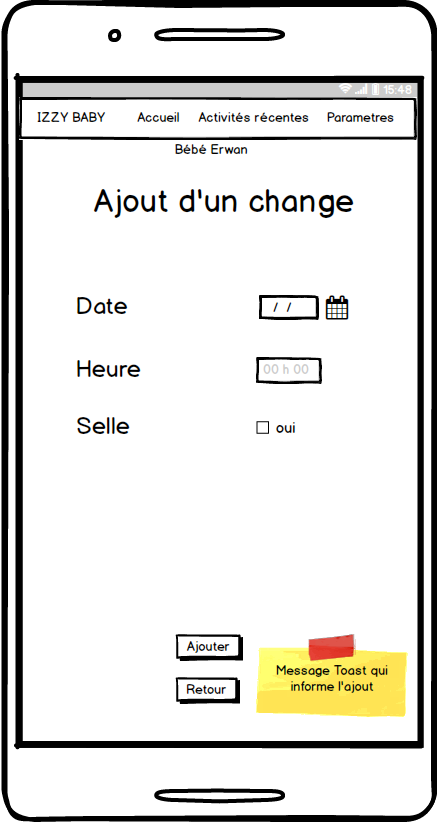 15:48
IZZY BABY Accueil Activités récentes Parametres
Bébé Erwan
Ajout d'un change
Date / /
Heure 00 h 00
Selle oui
Ajouter
Message Toast qui
informe l'ajout
Retour